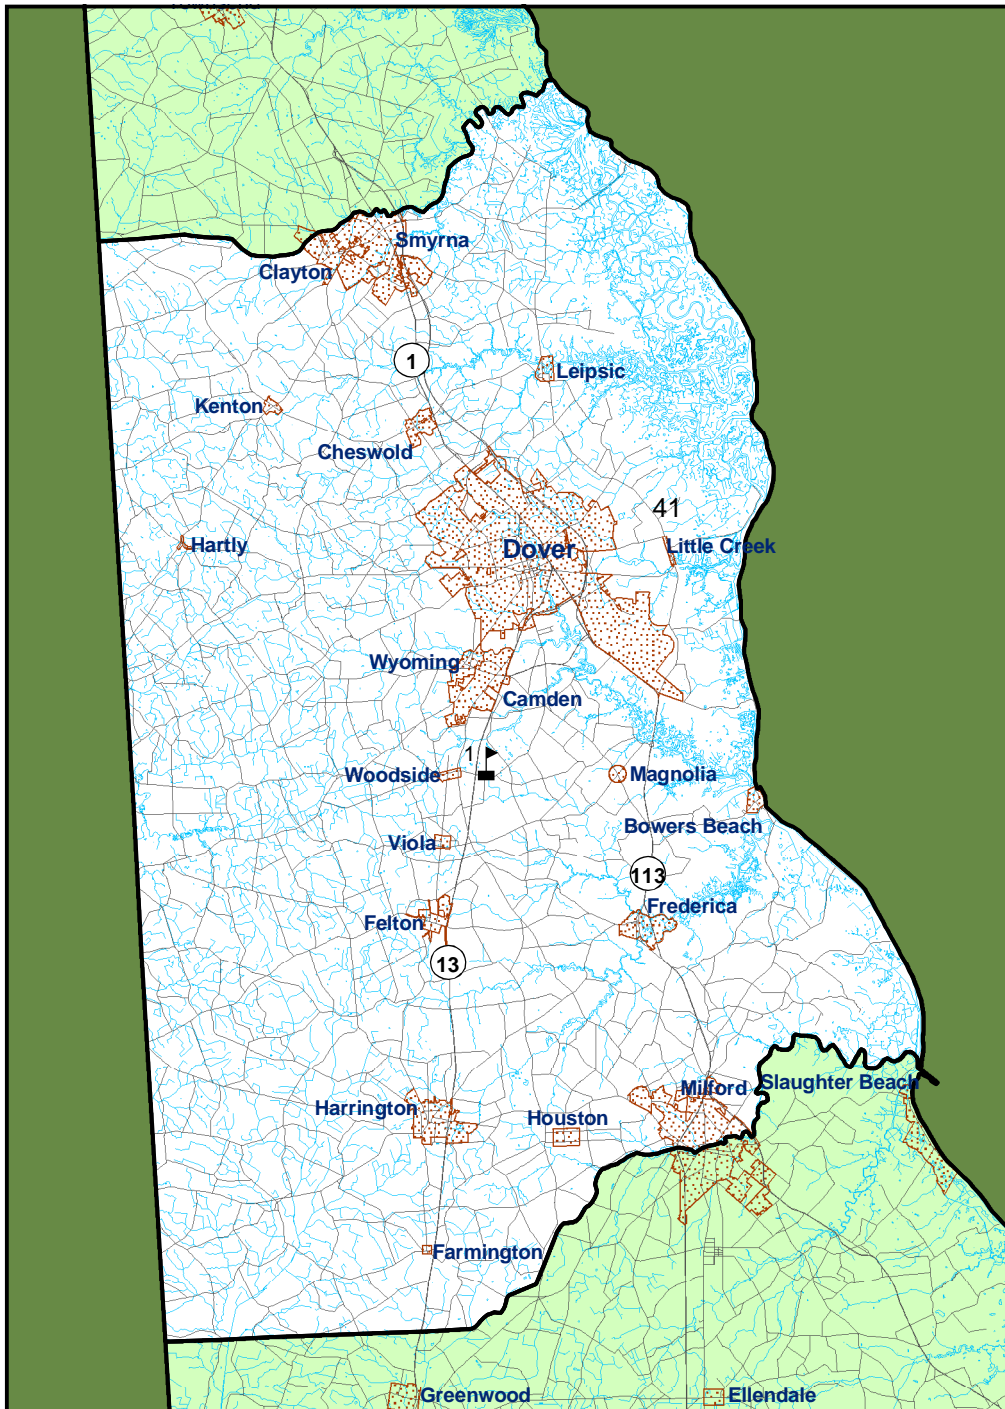 Smyrna
Clayton
1
Leipsic
Kenton
Cheswold
41
Hartly
Dover
Little Creek
Wyoming
Camden
1
Woodside
Magnolia
Bowers Beach
Viola
113
Frederica
Felton
13
Slaughter Beach
Milford
Harrington
Houston
Farmington
Greenwood
Ellendale